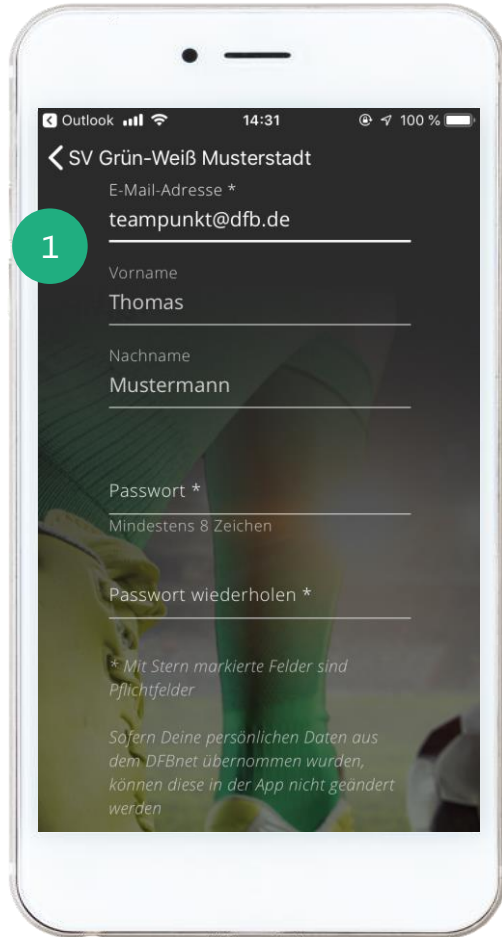 Outlook 14:31 100 %
SV Grün-Weiß Musterstadt
E-Mail-Adresse *
teampunkt@dfb.de
1
Vorname
Thomas
Nachname
Mustermann
Passwort *
Mindestens 8 Zeichen
Passwort wiederholen *
* Mit Stern markierte Felder sind
Pflichtfelder
Sofern Deine persönlichen Daten aus
dem DFBnet übernommen wurden,
können diese in der App nicht geändert
werden